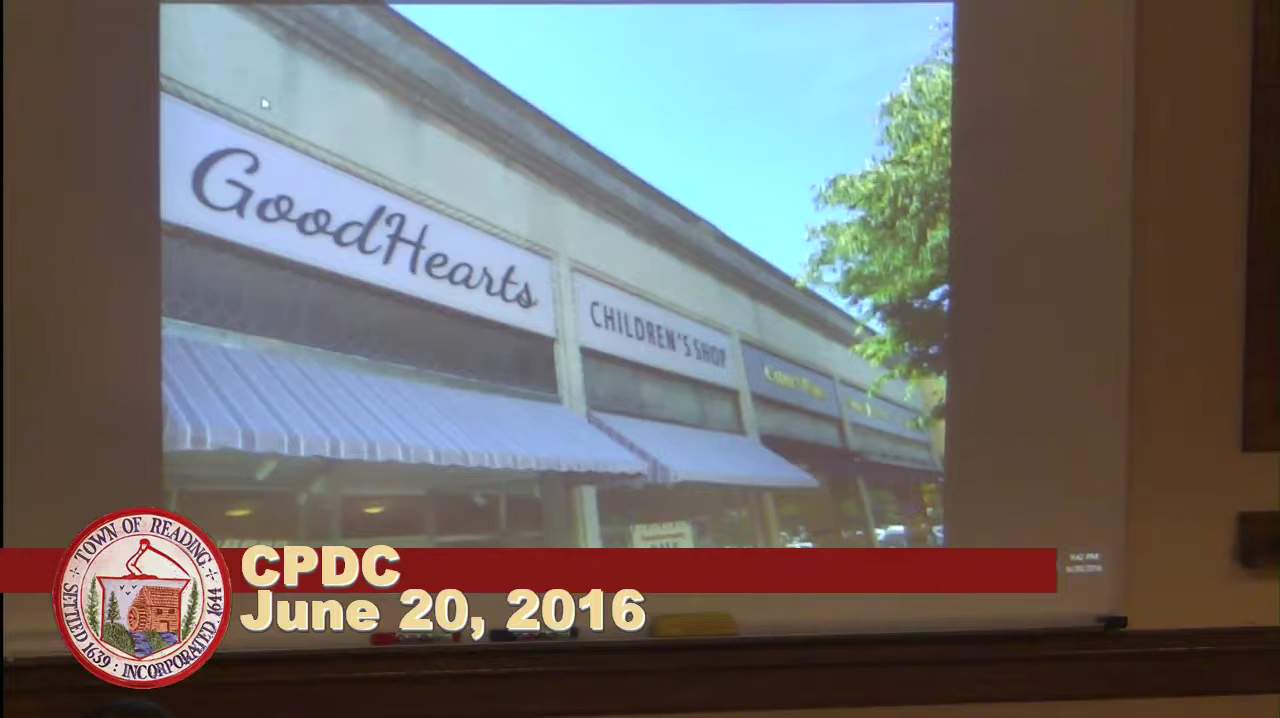 GoodHearts
CHILDREN'S SHOP
TOWN OF READING
SETTLED 1639 : INCORPORATED 1644
CPDC
June 20, 2016